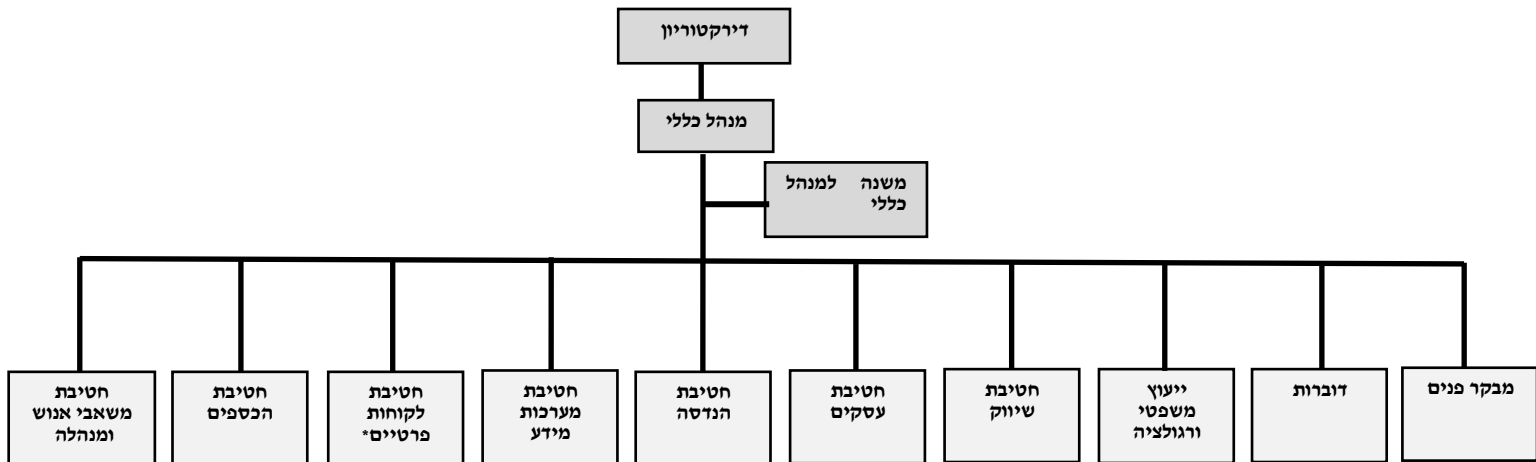 דירקטוריון
מנהל כללי
משנה למנהל
כללי
מבקר פנים
דוברות
ייעוץ
משפטי
ורגולציה
חטיבת
שיווק
חטיבת
עסקים
חטיבת
הנדסה
חטיבת
מערכות
מידע
חטיבת
לקוחות
פרטיים*
חטיבת
הכספים
חטיבת
משאבי אנוש
ומנהלה